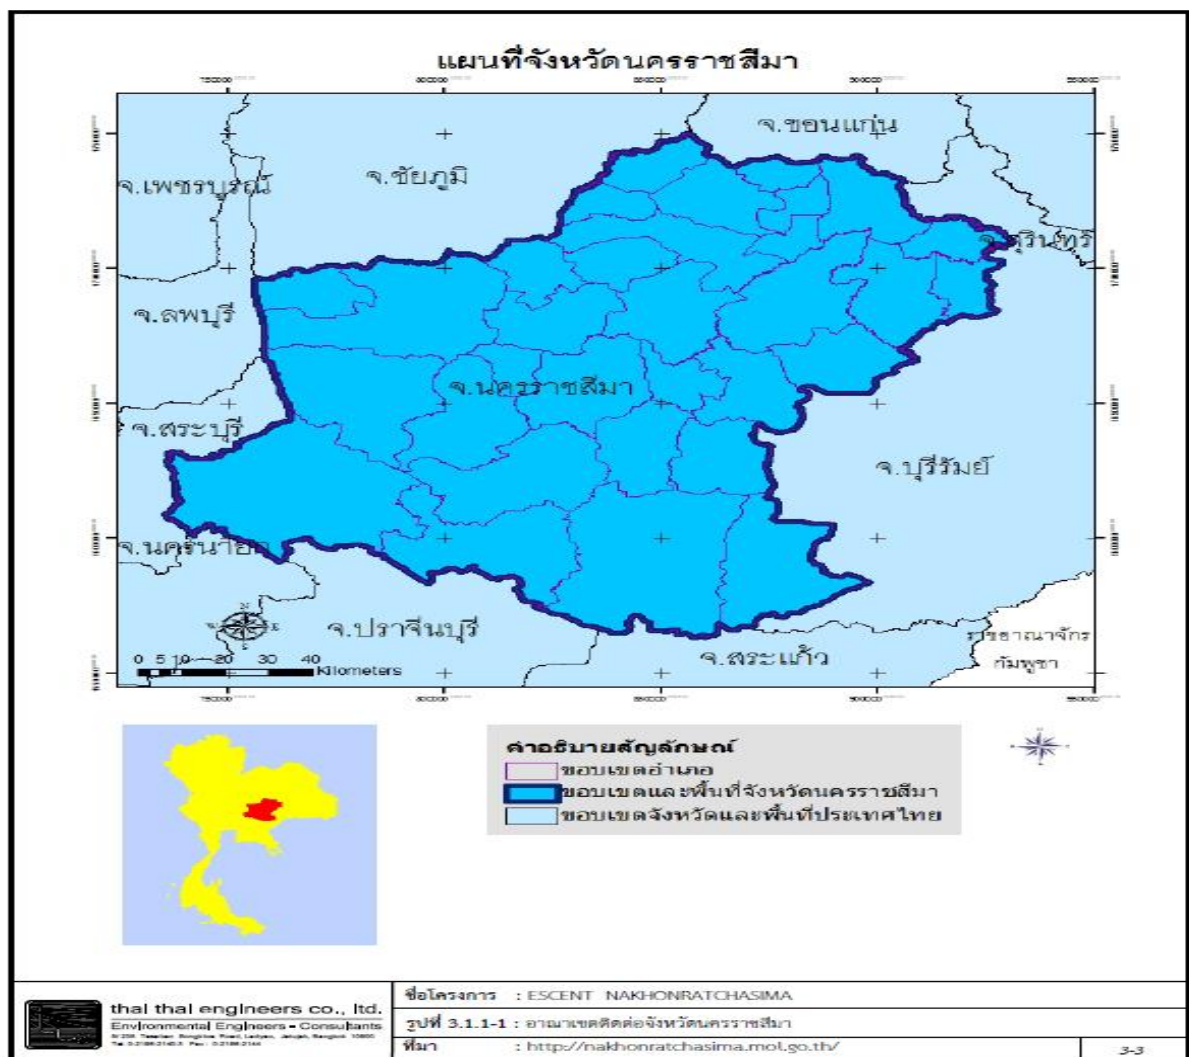 แผนที่จังหวัดนครราชสีมา
จ.ขอนแก่น
จ.ชัยภูมิ
จ.เพชรบูรณ์
จ.สุรินทร์
จ.ลพบุรี
จ.นครราชสีมา
จ.สระบุรี
จ.บุรีรัมย์
จ.นครนายก
จ.ปราจีนบุรี
ราชอาณาจักร
กัมพูชา
จ.สระแก้ว
0 5 10 20 30 40
Kilometers
คำอธิบายสัญลักษณ์
ขอบเขตอำเภอ
ขอบเขตและพื้นที่จังหวัดนครราชสีมา
ขอบเขตจังหวัดและพื้นที่ประเทศไทย
thai thai engineers co., ltd.
Environmental Engineers - Consultants
ชื่อโครงการ : ESCENT NAKHONRATCHASIMA
รูปที่ 3.1.1-1 : อาณาเขตติดต่อจังหวัดนครราชสีมา
ที่มา : http://nakhonratchasima.mol.go.th/
3-3